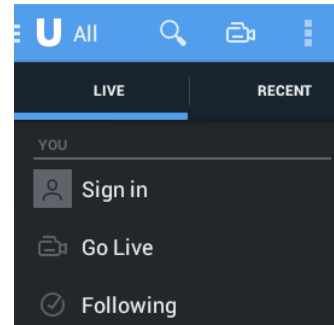 U All
LIVE RECENT
YOU
Sign in
Go Live
Following